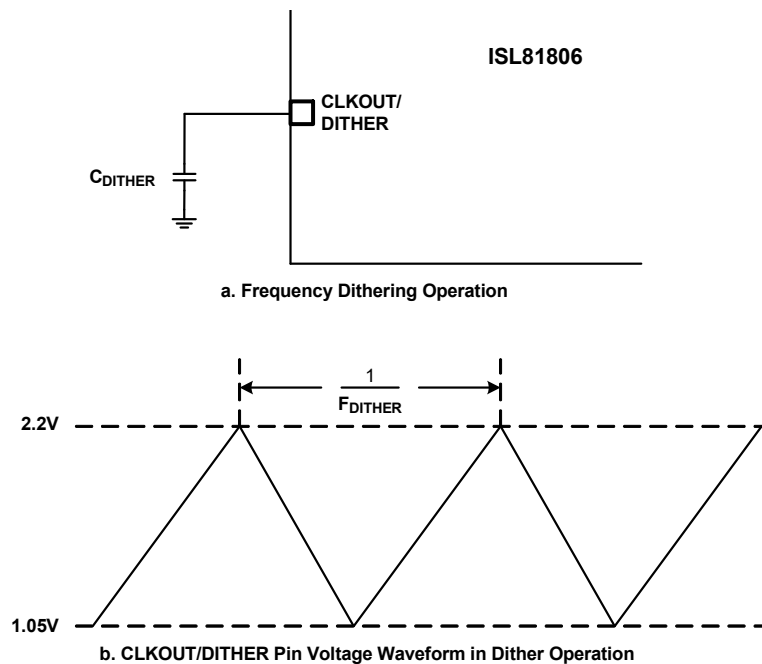 ISL81806
CLKOUT/
DITHER
CDITHER
a. Frequency Dithering Operation
1
FDITHER
2.2V
1.05V
b. CLKOUT/DITHER Pin Voltage Waveform in Dither Operation